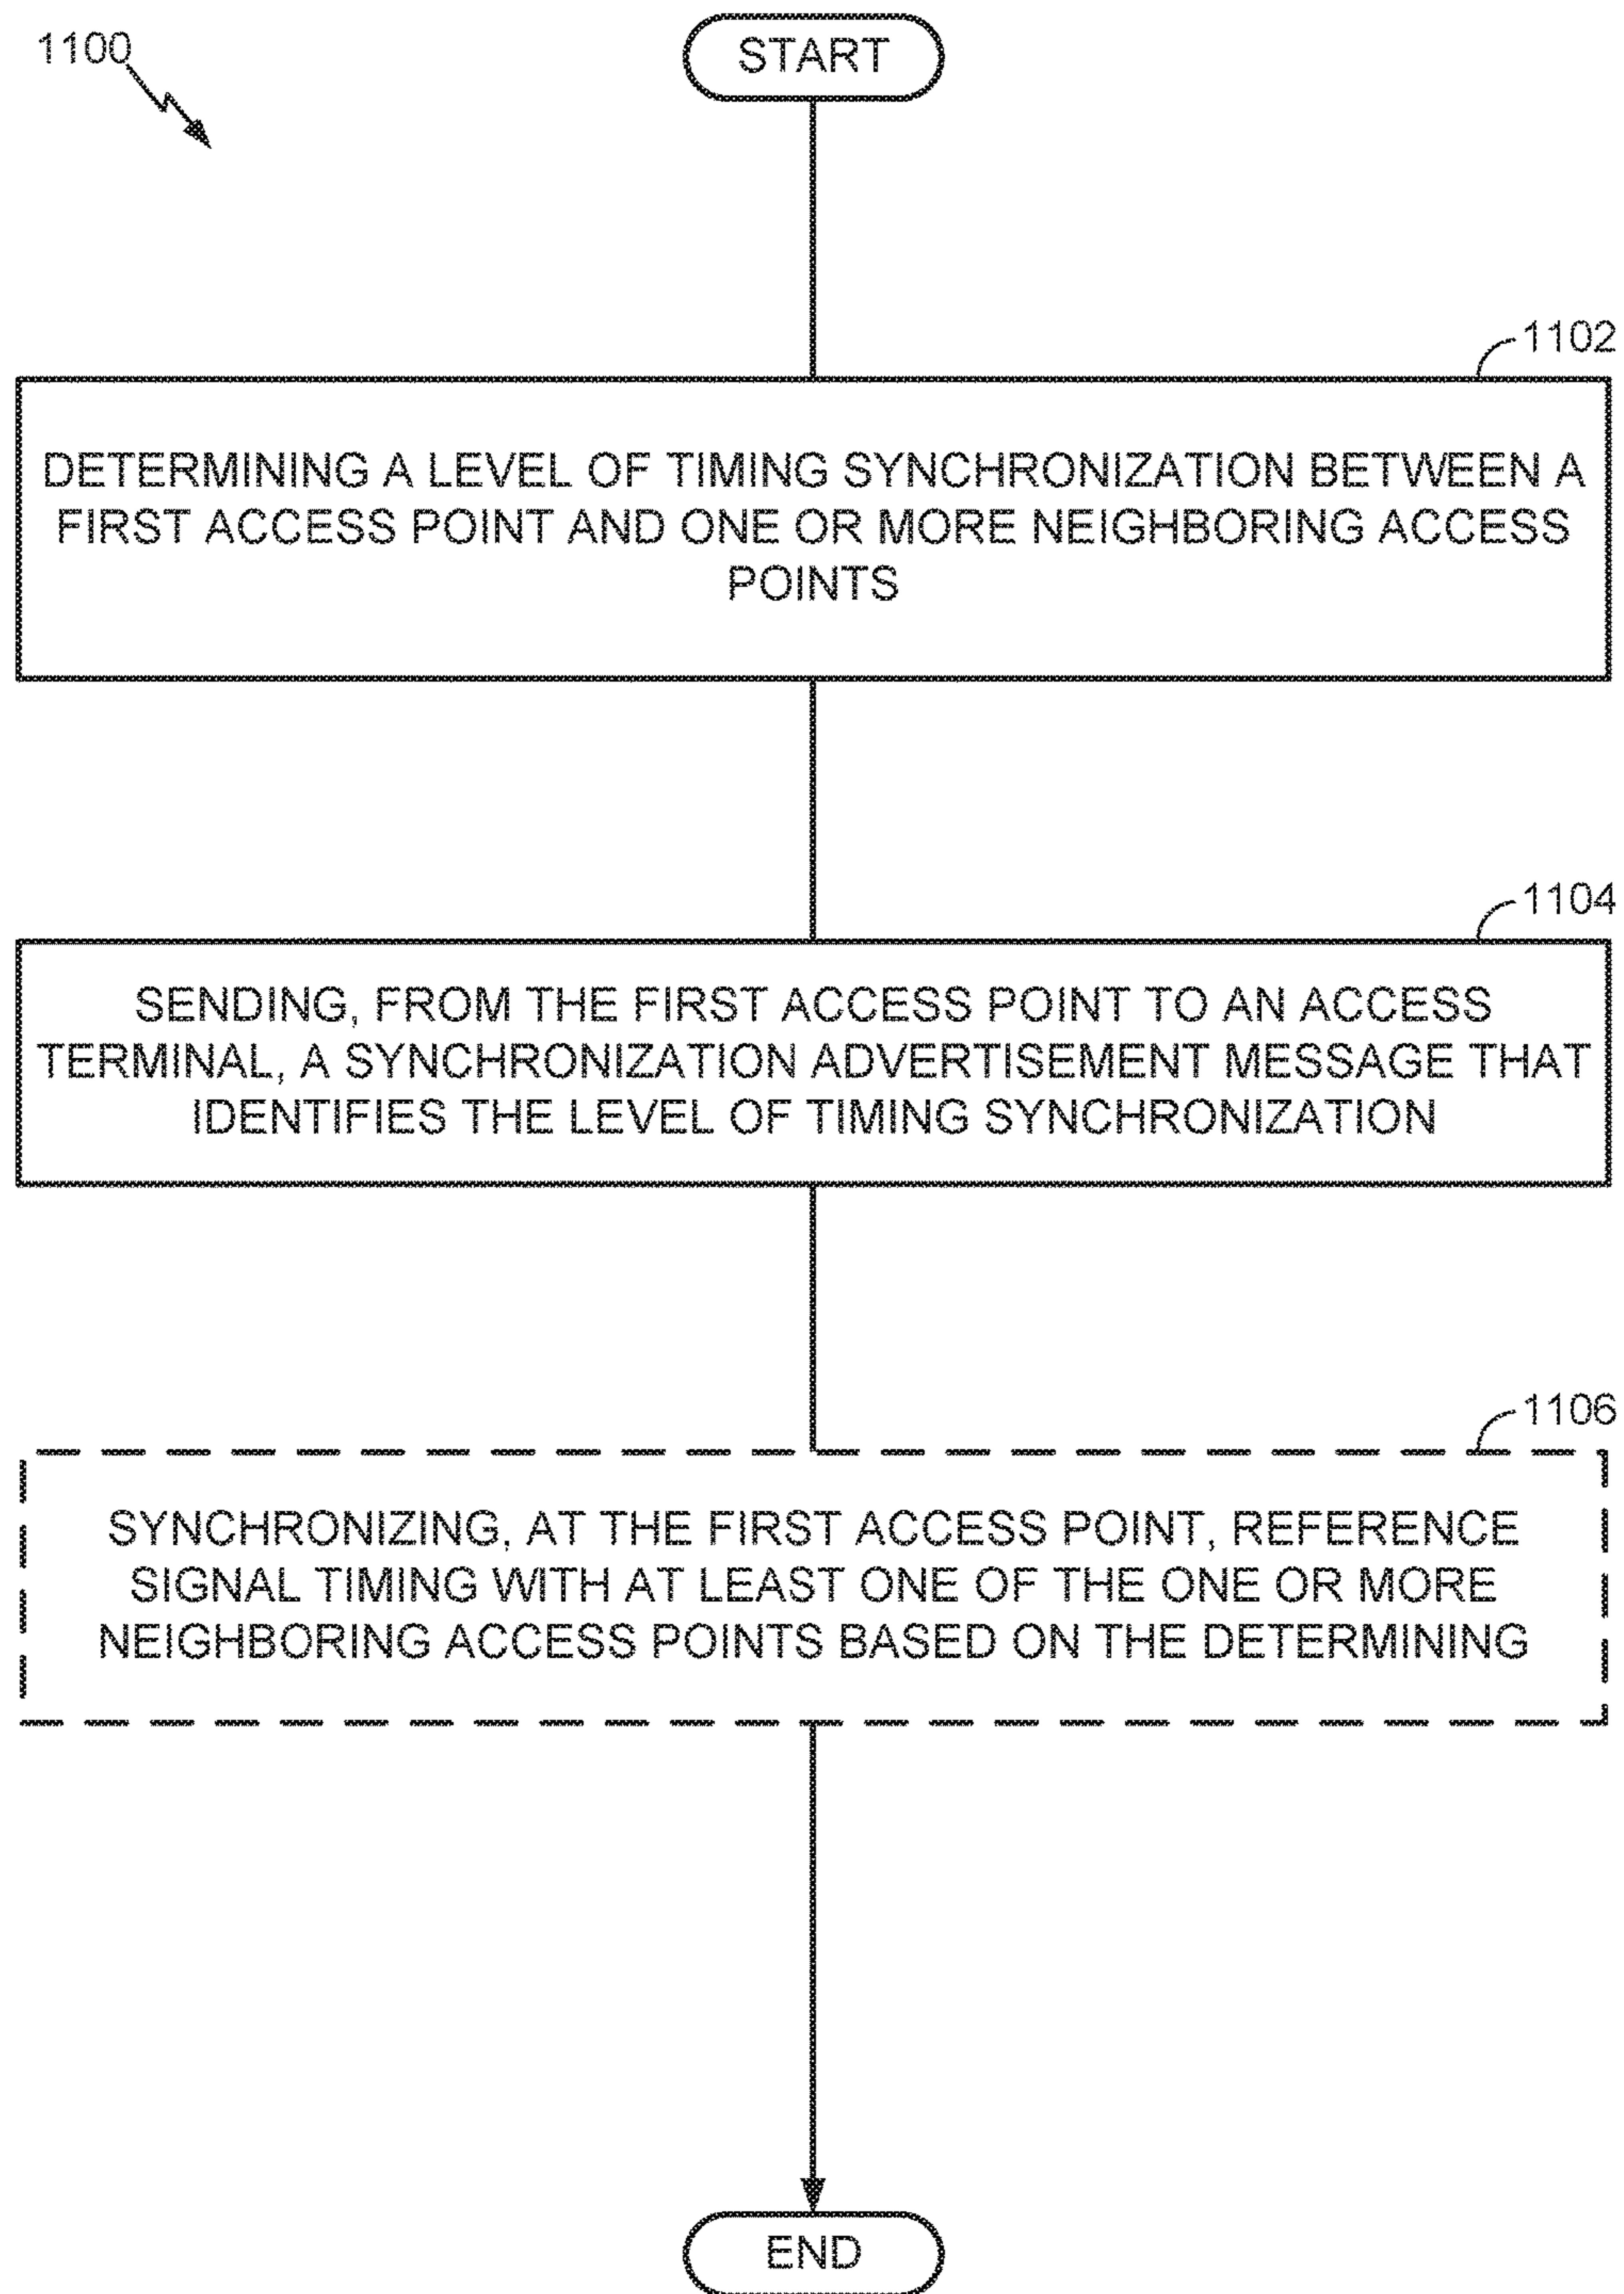 1100
START
1102
DETERMINING A LEVEL OF TIMING SYNCHRONIZATION BETWEEN A
FIRST ACCESS POINT AND ONE OR MORE NEIGHBORING ACCESS
POINTS
1104
SENDING, FROM THE FIRST ACCESS POINT TO AN ACCESS
TERMINAL, A SYNCHRONIZATION ADVERTISEMENT MESSAGE THAT
IDENTIFIES THE LEVEL OF TIMING SYNCHRONIZATION
1106
SYNCHRONIZING, AT THE FIRST ACCESS POINT, REFERENCE
SIGNAL TIMING WITH AT LEAST ONE OF THE ONE OR MORE
NEIGHBORING ACCESS POINTS BASED ON THE DETERMINING
END